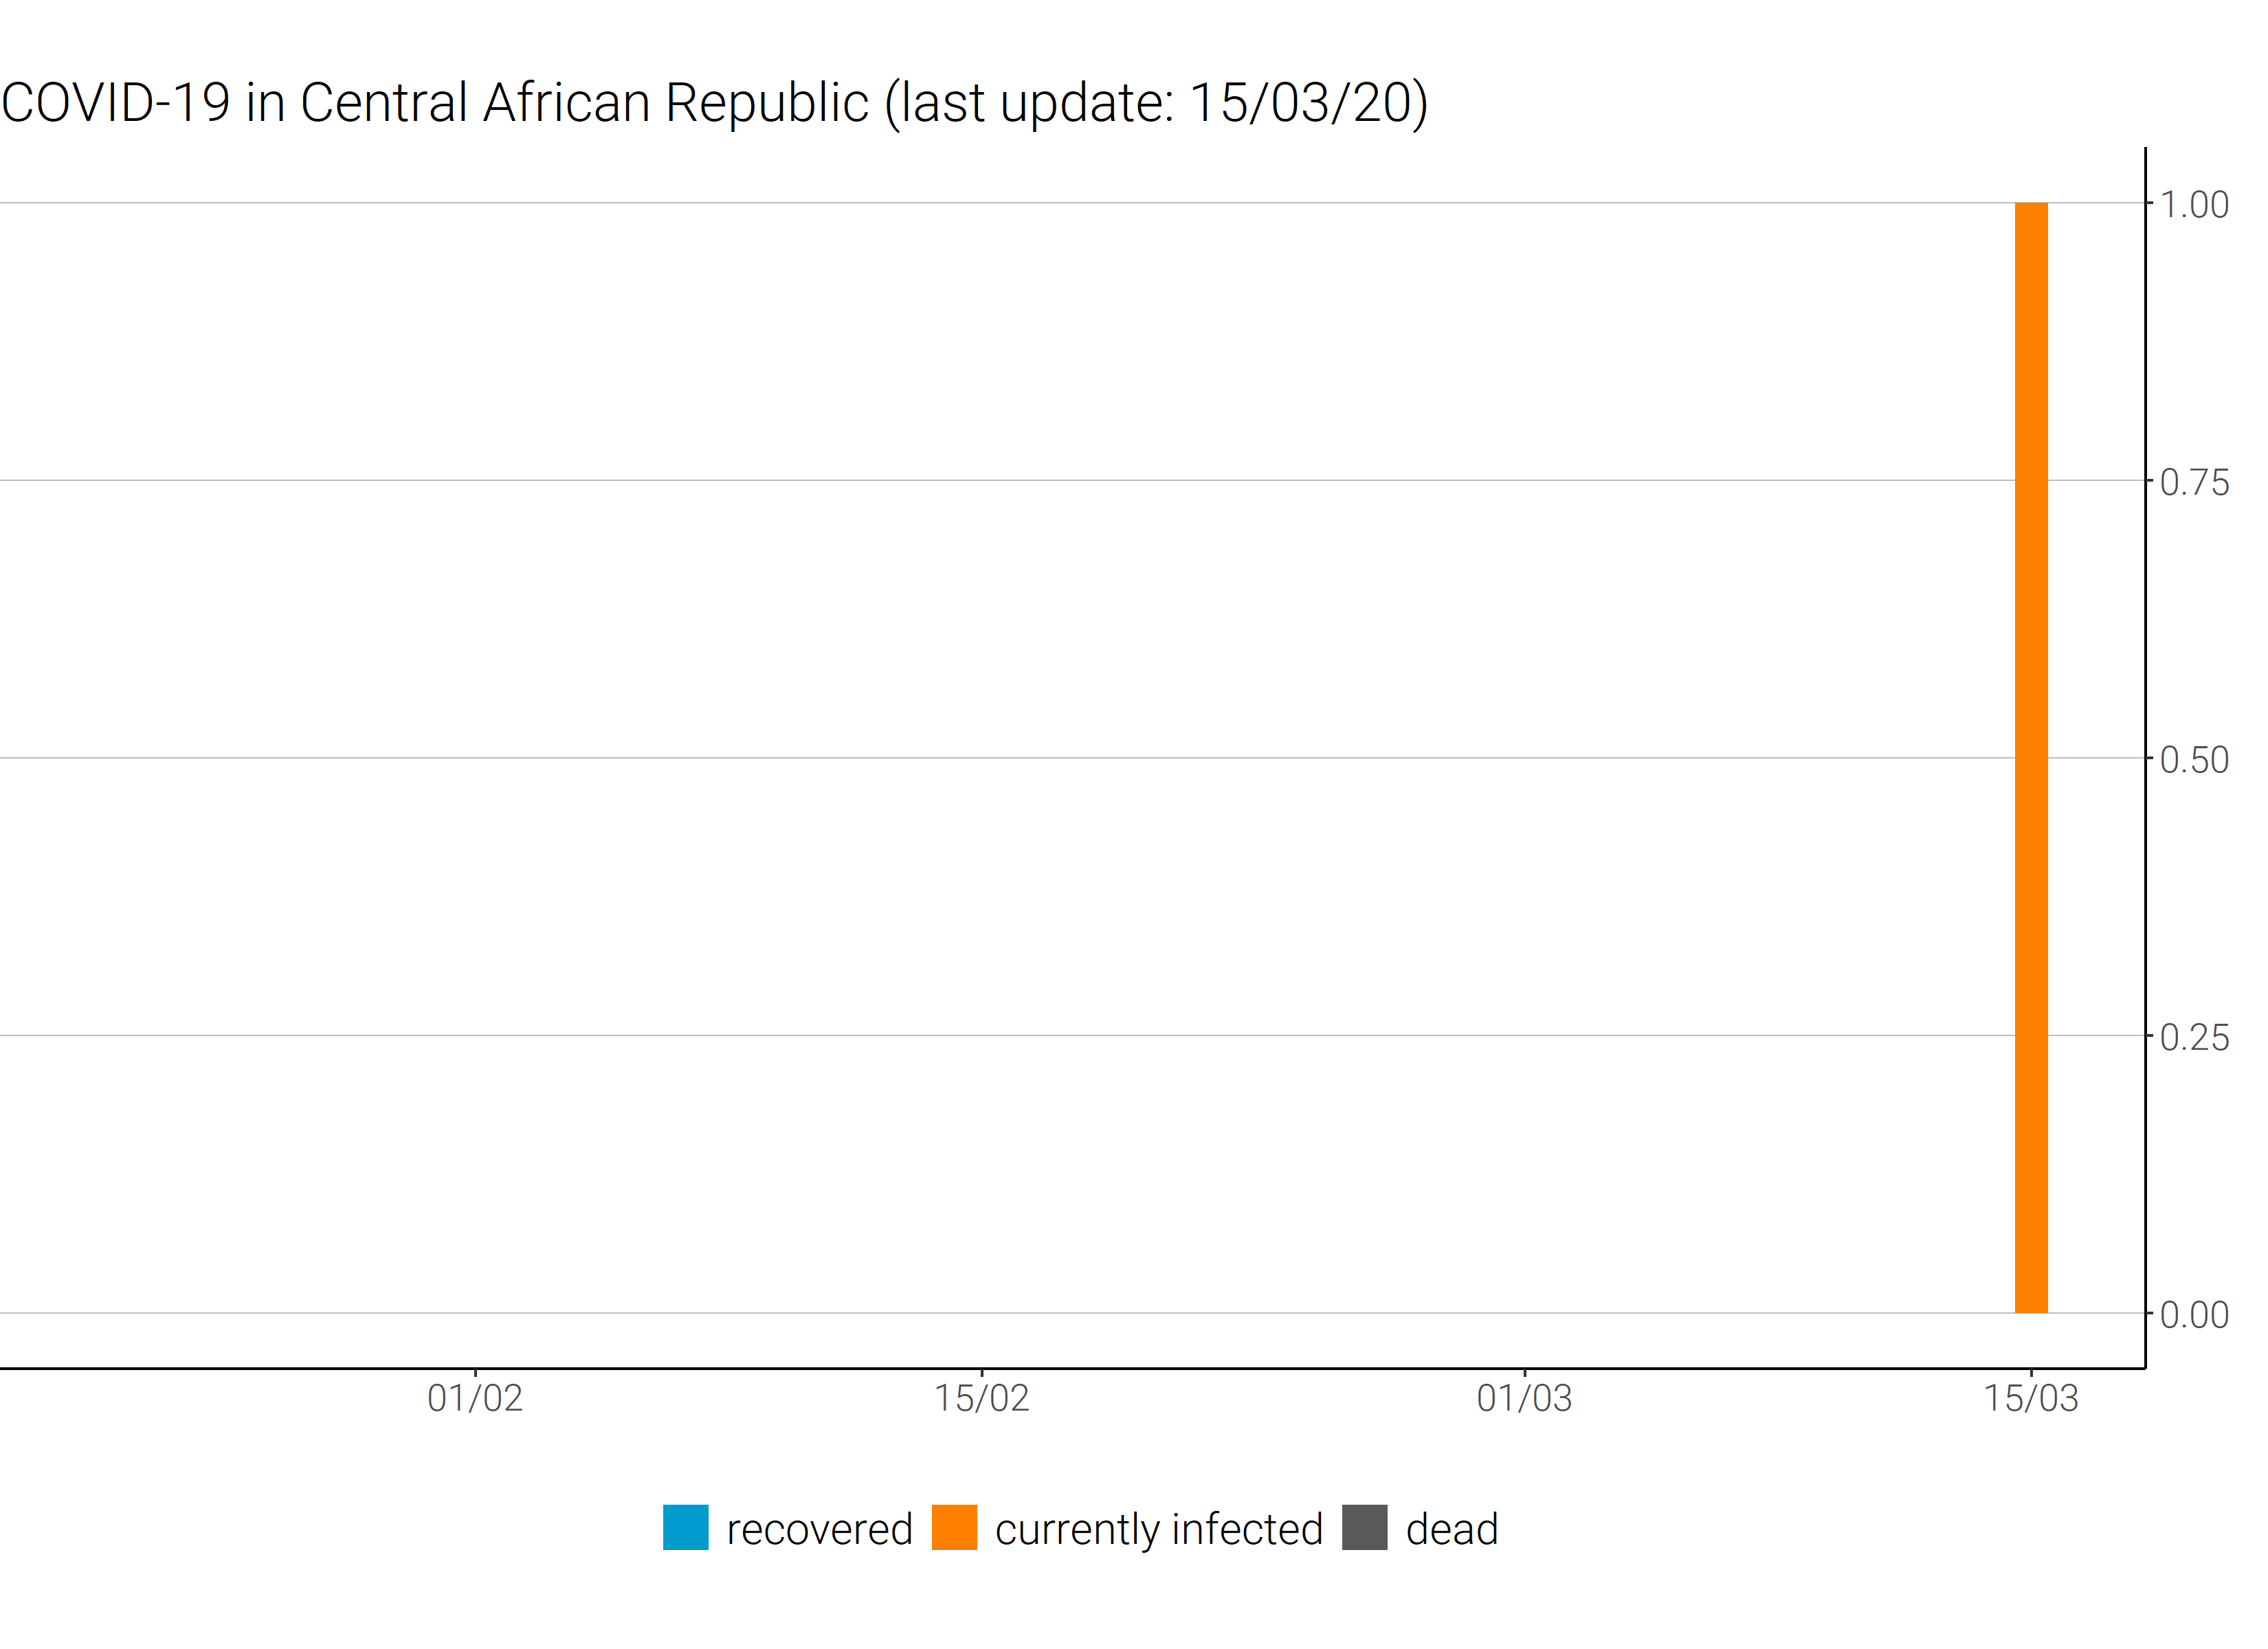 COVID-19 in Central African Republic (last update: 15/03/20)
1.00
0.75
0.50
0.25
0.00
01/02 15/02 01/03 15/03
recovered currently infected dead